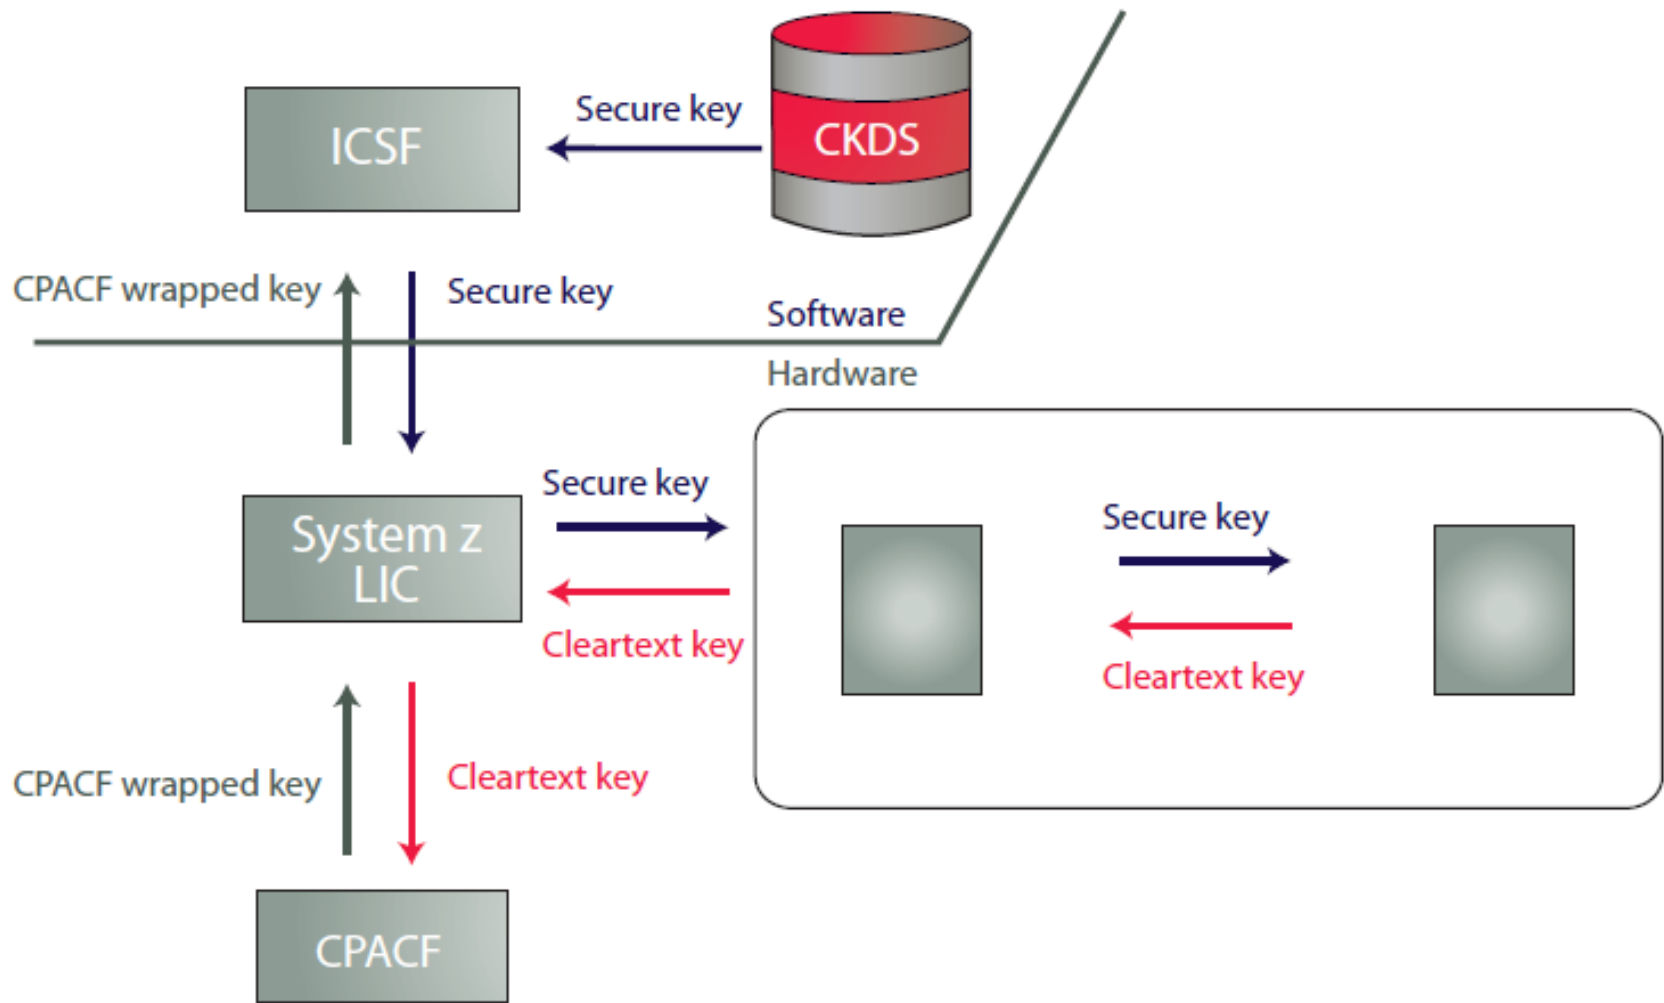 Secure key
ICSF
CKDS
CPACF wrapped key
Secure key
Software
Hardware
Secure key
System z
LIC
Secure key
Cleartext key
Cleartext key
CPACF wrapped key
Cleartext key
CPACF